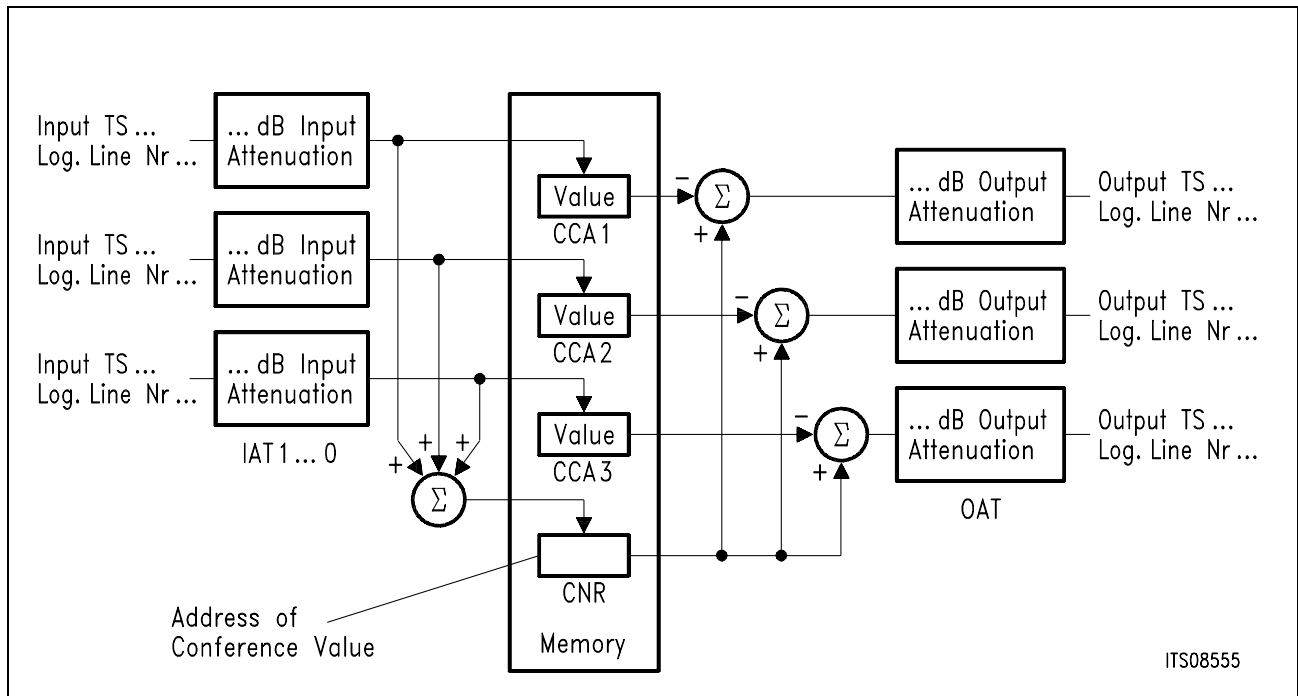 Input TS...
Log. Line Nr...
... dB Input
Attenuation
Input TS...
Log. Line Nr...
... dB Input
Attenuation
Input TS...
Log. Line Nr...
... dB Input
Attenuation
IAT1...0
+
+
+
Σ
Value
CCA1
Value
CCA2
Value
CCA3
CNR
Memory
Address of
Conference Value
−
Σ
+
−
Σ
+
−
Σ
+
... dB Output
Attenuation
Output TS...
Log. Line Nr...
... dB Output
Attenuation
Output TS...
Log. Line Nr...
... dB Output
Attenuation
Output TS...
Log. Line Nr...
OAT
ITS08555